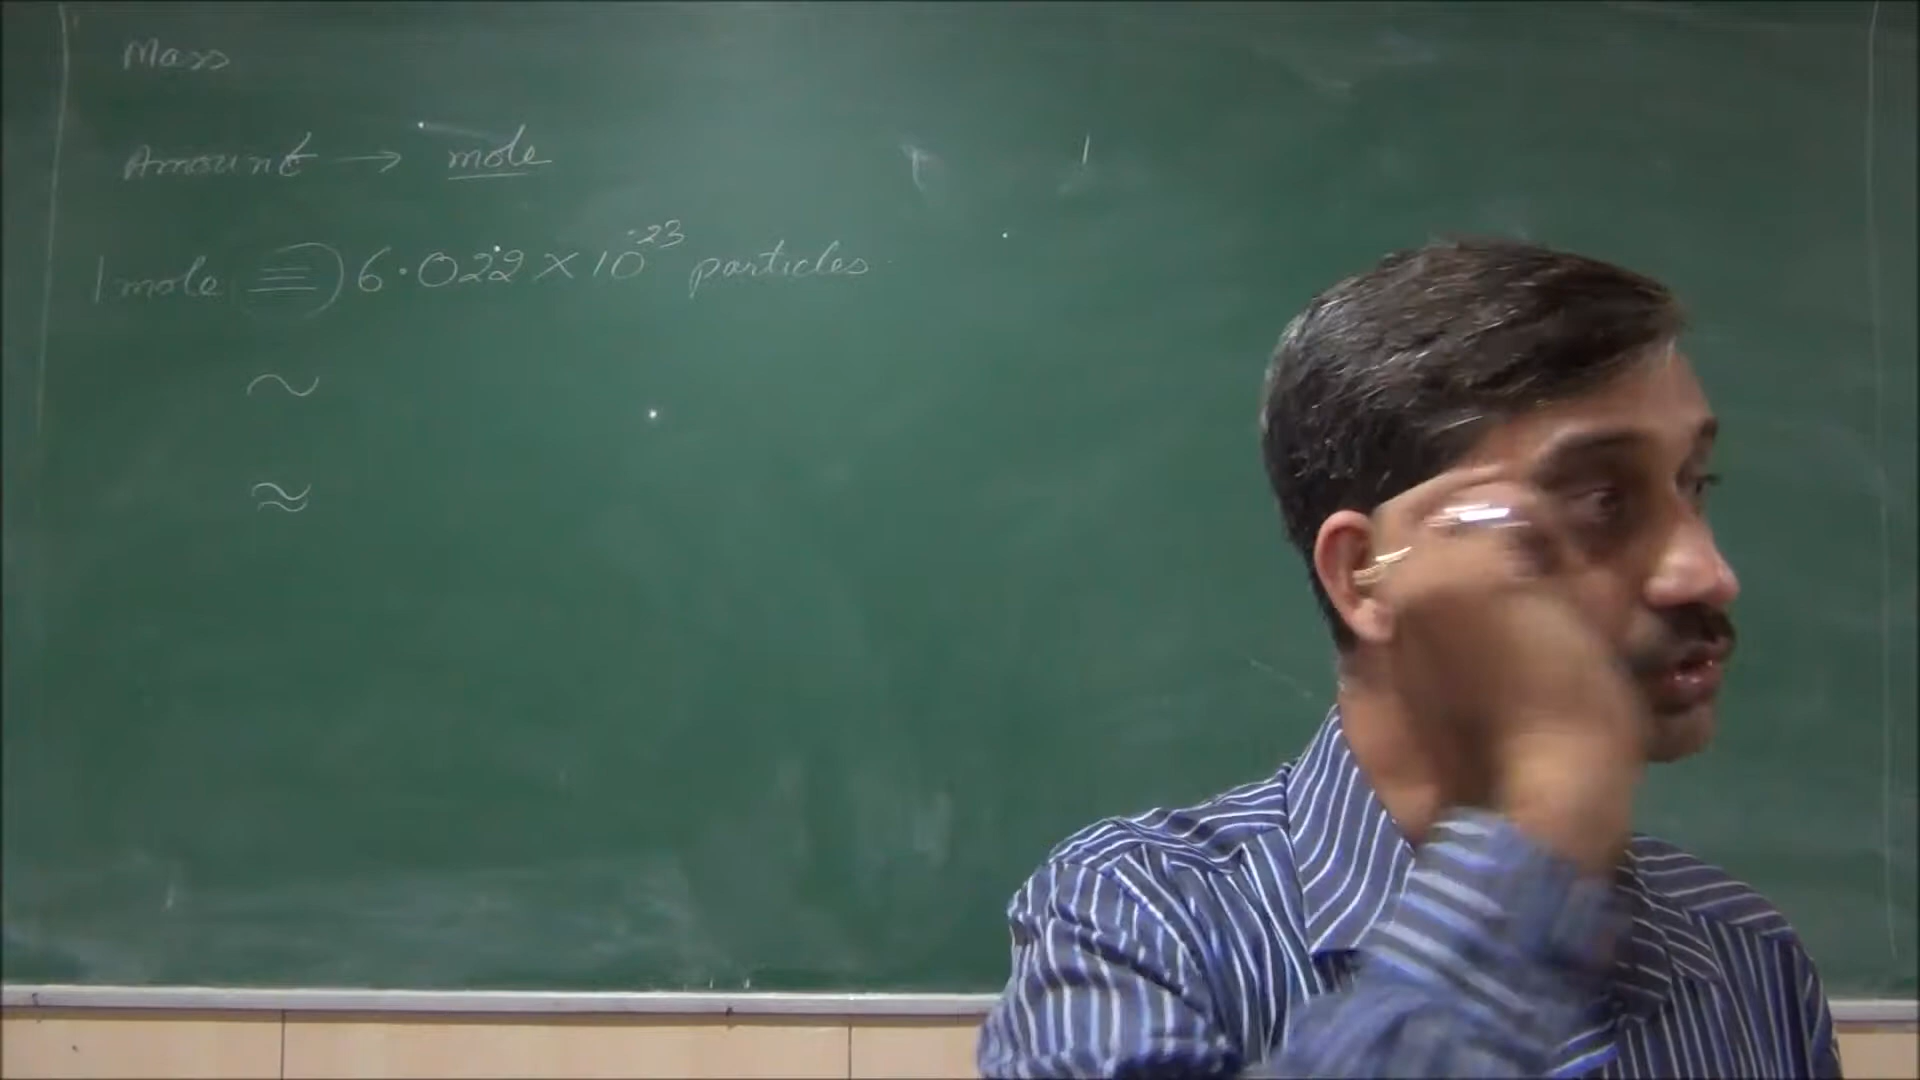 Mass
Amount → mole
1 mole ≡ 6.022 × 10²³ particles
~
≈